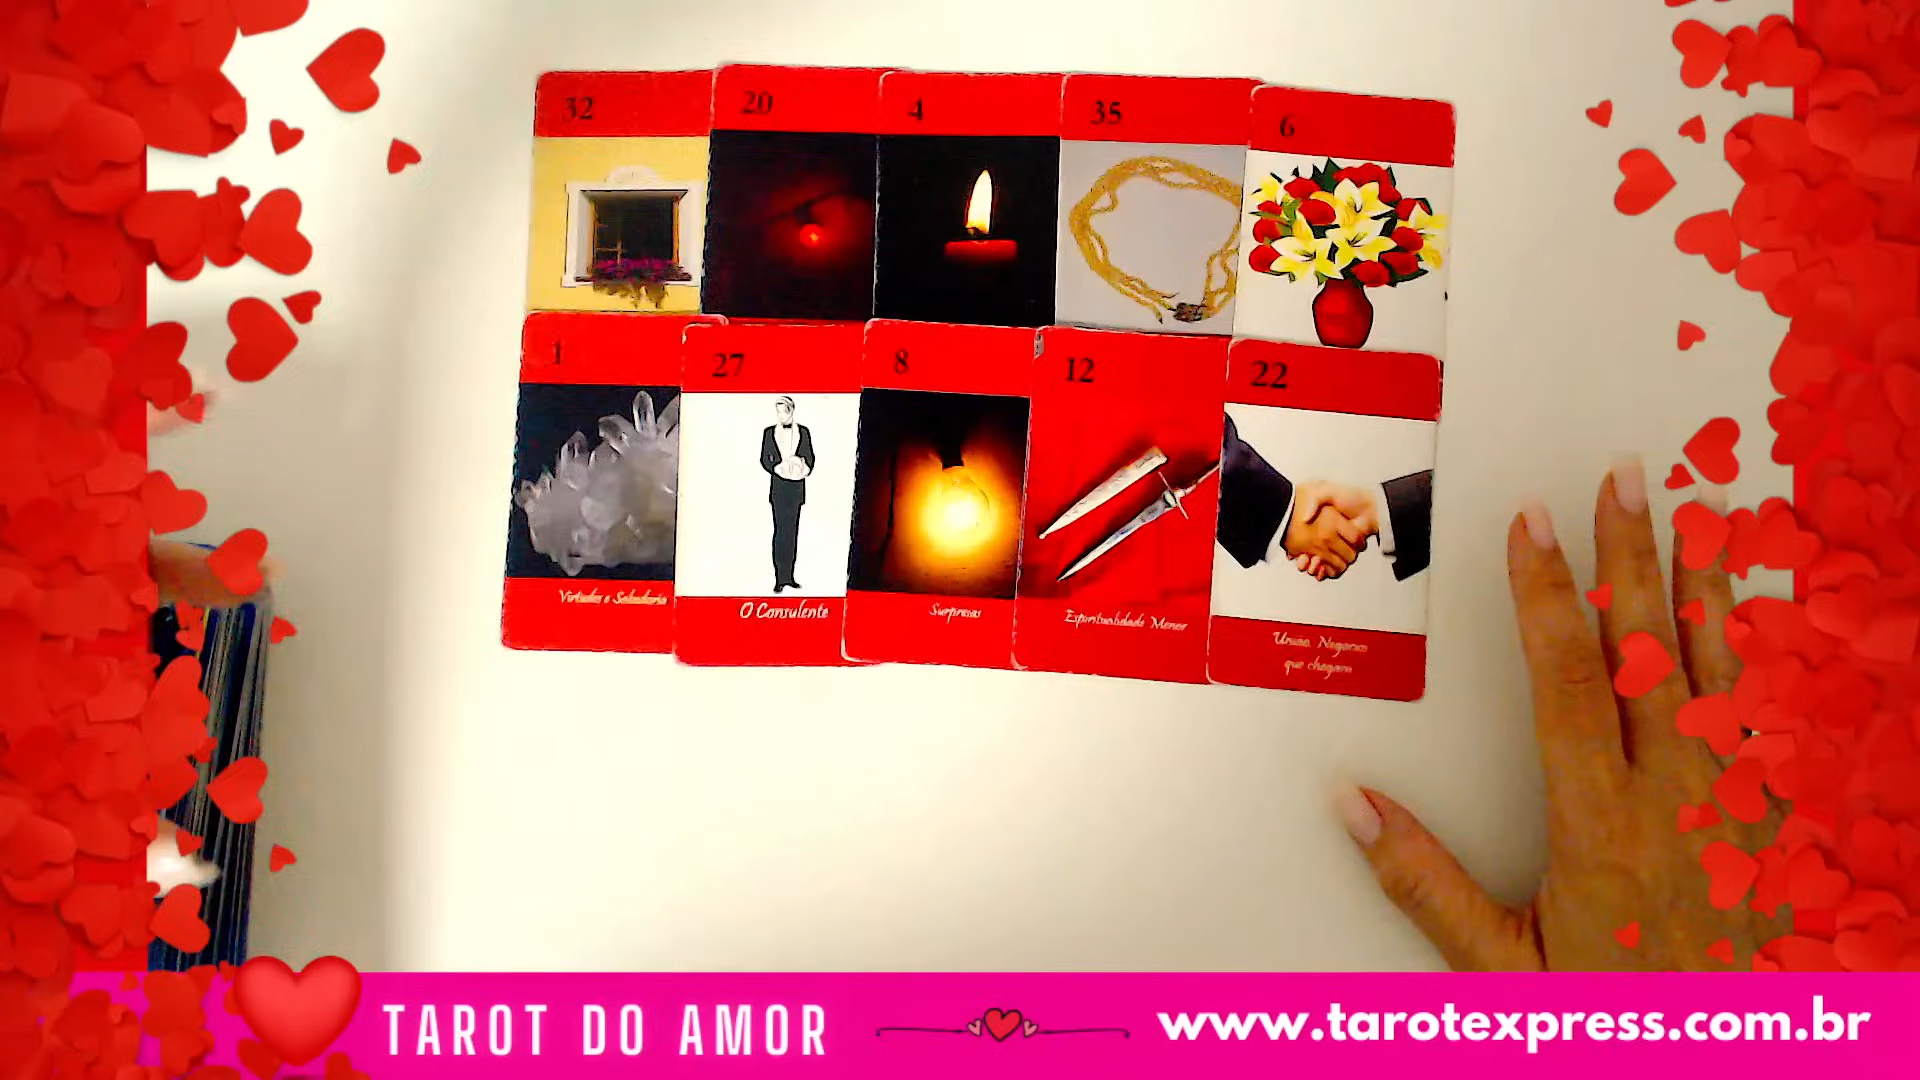 32
20
4
35
6
1
27
8
12
22
Virtudes e Sabedoria
O Consulente
Surpresas
Espiritualidade Menor
União, Negócios
que chegam
TAROT DO AMOR
www.tarotexpress.com.br